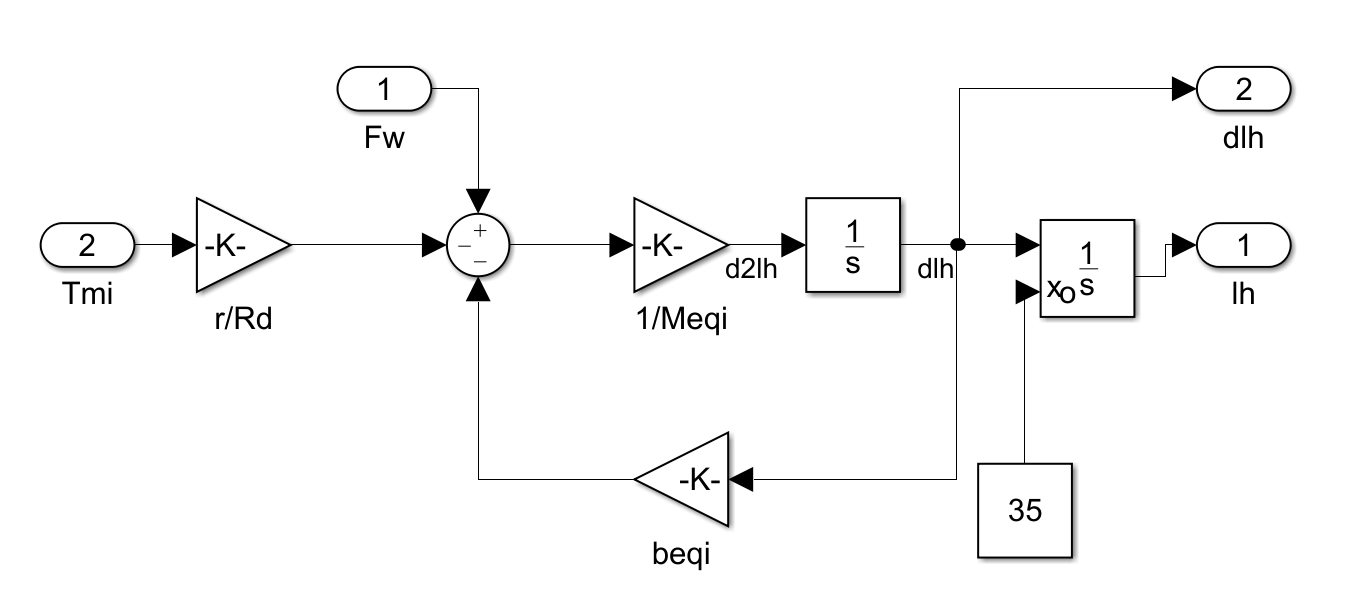 1
Fw
2
dlh
2
Tmi
-K-
r/Rd
+
−
−
-K-
1/Meqi
d2lh
1
s
dlh
xo
1
s
1
lh
-K-
beqi
35